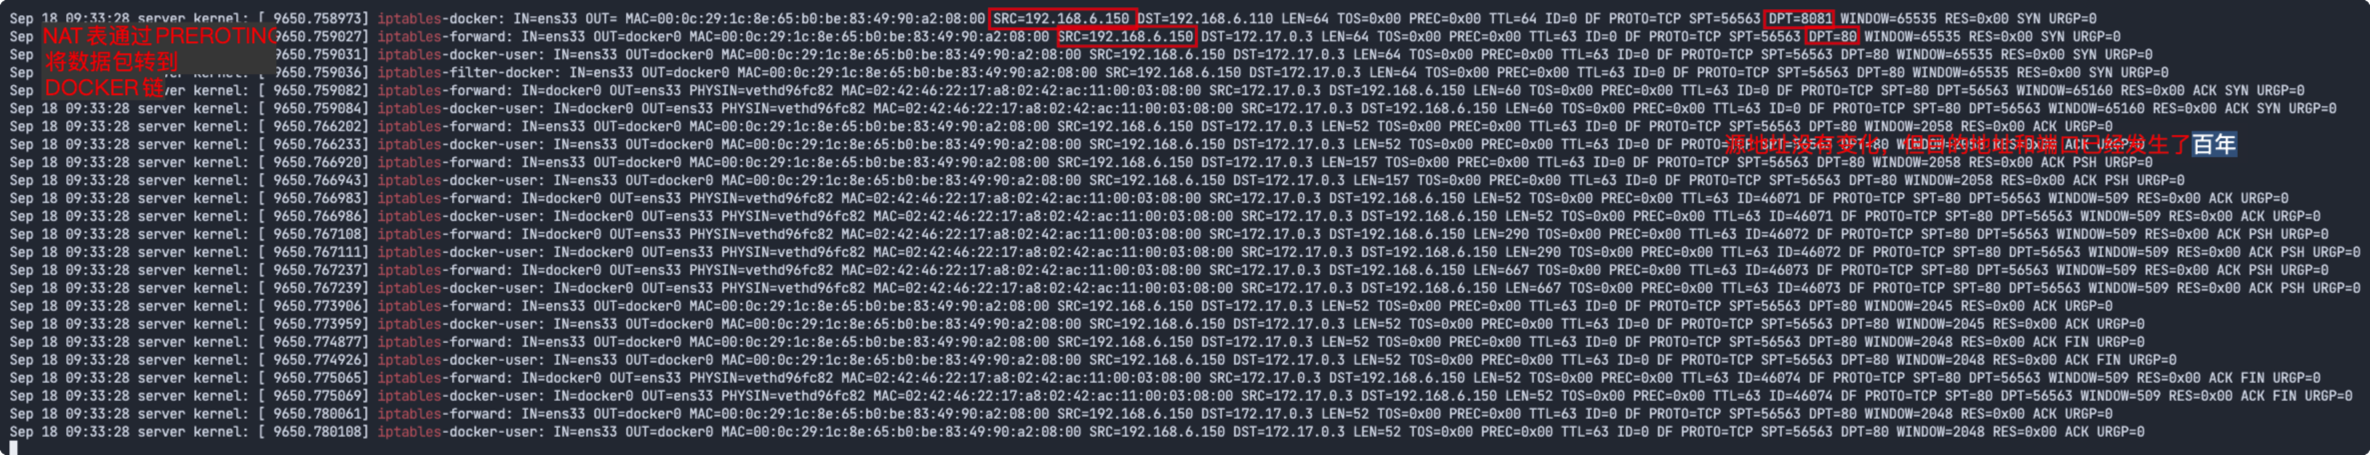 Sep 18 09:33:28 server kernel: [ 9650.758973] iptables-docker: IN=ens33 OUT= MAC=00:0c:29:1c:8e:65:b0:be:83:49:90:a2:08:00 SRC=192.168.6.150 DST=192.168.6.110 LEN=64 TOS=0x00 PREC=0x00 TTL=64 ID=0 DF PROTO=TCP SPT=56563 DPT=8081 WINDOW=65535 RES=0x00 SYN URGP=0
Sep 9650.759027] iptables-forward: IN=ens33 OUT=docker0 MAC=00:0c:29:1c:8e:65:b0:be:83:49:90:a2:08:00 SRC=192.168.6.150 DST=172.17.0.3 LEN=64 TOS=0x00 PREC=0x00 TTL=63 ID=0 DF PROTO=TCP SPT=56563 DPT=80 WINDOW=65535 RES=0x00 SYN URGP=0
NAT 表通过 PREROTING
Sep ver kernel: [ 9650.759031] iptables-docker-user: IN=ens33 OUT=docker0 MAC=00:0c:29:1c:8e:65:b0:be:83:49:90:a2:08:00 SRC=192.168.6.150 DST=172.17.0.3 LEN=64 TOS=0x00 PREC=0x00 TTL=63 ID=0 DF PROTO=TCP SPT=56563 DPT=80 WINDOW=65535 RES=0x00 SYN URGP=0
将数据包转到
Sep ver kernel: [ 9650.759036] iptables-filter-docker: IN=ens33 OUT=docker0 MAC=00:0c:29:1c:8e:65:b0:be:83:49:90:a2:08:00 SRC=192.168.6.150 DST=172.17.0.3 LEN=64 TOS=0x00 PREC=0x00 TTL=63 ID=0 DF PROTO=TCP SPT=56563 DPT=80 WINDOW=65535 RES=0x00 SYN URGP=0
Sep ver kernel: [ 9650.759082] iptables-forward: IN=docker0 OUT=ens33 PHYSIN=vethd96fc82 MAC=02:42:46:22:17:a8:02:42:ac:11:00:03:08:00 SRC=172.17.0.3 DST=192.168.6.150 LEN=60 TOS=0x00 PREC=0x00 TTL=63 ID=0 DF PROTO=TCP SPT=80 DPT=56563 WINDOW=65160 RES=0x00 ACK SYN URGP=0
DOCKER 链
Sep 18 09:33:28 server kernel: [ 9650.759084] iptables-docker-user: IN=docker0 OUT=ens33 PHYSIN=vethd96fc82 MAC=02:42:46:22:17:a8:02:42:ac:11:00:03:08:00 SRC=172.17.0.3 DST=192.168.6.150 LEN=60 TOS=0x00 PREC=0x00 TTL=63 ID=0 DF PROTO=TCP SPT=80 DPT=56563 WINDOW=65160 RES=0x00 ACK SYN URGP=0
Sep 18 09:33:28 server kernel: [ 9650.766202] iptables-forward: IN=ens33 OUT=docker0 MAC=00:0c:29:1c:8e:65:b0:be:83:49:90:a2:08:00 SRC=192.168.6.150 DST=172.17.0.3 LEN=52 TOS=0x00 PREC=0x00 TTL=63 ID=0 DF PROTO=TCP SPT=56563 DPT=80 WINDOW=2058 RES=0x00 ACK URGP=0
Sep 18 09:33:28 server kernel: [ 9650.766233] iptables-docker-user: IN=ens33 OUT=docker0 MAC=00:0c:29:1c:8e:65:b0:be:83:49:90:a2:08:00 SRC=192.168.6.150 DST=172.17.0.3 LEN=52 TOS=0x00 PREC=0x00 TTL=63 ID=0 DF
源地址没有变化，但目的地址和端口已经发生了百年
Sep 18 09:33:28 server kernel: [ 9650.766920] iptables-forward: IN=ens33 OUT=docker0 MAC=00:0c:29:1c:8e:65:b0:be:83:49:90:a2:08:00 SRC=192.168.6.150 DST=172.17.0.3 LEN=157 TOS=0x00 PREC=0x00 TTL=63 ID=0 DF PROTO=TCP SPT=56563 DPT=80 WINDOW=2058 RES=0x00 ACK PSH URGP=0
Sep 18 09:33:28 server kernel: [ 9650.766943] iptables-docker-user: IN=ens33 OUT=docker0 MAC=00:0c:29:1c:8e:65:b0:be:83:49:90:a2:08:00 SRC=192.168.6.150 DST=172.17.0.3 LEN=157 TOS=0x00 PREC=0x00 TTL=63 ID=0 DF PROTO=TCP SPT=56563 DPT=80 WINDOW=2058 RES=0x00 ACK PSH URGP=0
Sep 18 09:33:28 server kernel: [ 9650.766983] iptables-forward: IN=docker0 OUT=ens33 PHYSIN=vethd96fc82 MAC=02:42:46:22:17:a8:02:42:ac:11:00:03:08:00 SRC=172.17.0.3 DST=192.168.6.150 LEN=52 TOS=0x00 PREC=0x00 TTL=63 ID=46071 DF PROTO=TCP SPT=80 DPT=56563 WINDOW=509 RES=0x00 ACK URGP=0
Sep 18 09:33:28 server kernel: [ 9650.766986] iptables-docker-user: IN=docker0 OUT=ens33 PHYSIN=vethd96fc82 MAC=02:42:46:22:17:a8:02:42:ac:11:00:03:08:00 SRC=172.17.0.3 DST=192.168.6.150 LEN=52 TOS=0x00 PREC=0x00 TTL=63 ID=46071 DF PROTO=TCP SPT=80 DPT=56563 WINDOW=509 RES=0x00 ACK URGP=0
Sep 18 09:33:28 server kernel: [ 9650.767108] iptables-forward: IN=docker0 OUT=ens33 PHYSIN=vethd96fc82 MAC=02:42:46:22:17:a8:02:42:ac:11:00:03:08:00 SRC=172.17.0.3 DST=192.168.6.150 LEN=290 TOS=0x00 PREC=0x00 TTL=63 ID=46072 DF PROTO=TCP SPT=80 DPT=56563 WINDOW=509 RES=0x00 ACK PSH URGP=0
Sep 18 09:33:28 server kernel: [ 9650.767111] iptables-docker-user: IN=docker0 OUT=ens33 PHYSIN=vethd96fc82 MAC=02:42:46:22:17:a8:02:42:ac:11:00:03:08:00 SRC=172.17.0.3 DST=192.168.6.150 LEN=290 TOS=0x00 PREC=0x00 TTL=63 ID=46072 DF PROTO=TCP SPT=80 DPT=56563 WINDOW=509 RES=0x00 ACK PSH URGP=0
Sep 18 09:33:28 server kernel: [ 9650.767237] iptables-forward: IN=docker0 OUT=ens33 PHYSIN=vethd96fc82 MAC=02:42:46:22:17:a8:02:42:ac:11:00:03:08:00 SRC=172.17.0.3 DST=192.168.6.150 LEN=667 TOS=0x00 PREC=0x00 TTL=63 ID=46073 DF PROTO=TCP SPT=80 DPT=56563 WINDOW=509 RES=0x00 ACK PSH URGP=0
Sep 18 09:33:28 server kernel: [ 9650.767239] iptables-docker-user: IN=docker0 OUT=ens33 PHYSIN=vethd96fc82 MAC=02:42:46:22:17:a8:02:42:ac:11:00:03:08:00 SRC=172.17.0.3 DST=192.168.6.150 LEN=667 TOS=0x00 PREC=0x00 TTL=63 ID=46073 DF PROTO=TCP SPT=80 DPT=56563 WINDOW=509 RES=0x00 ACK PSH URGP=0
Sep 18 09:33:28 server kernel: [ 9650.773906] iptables-forward: IN=ens33 OUT=docker0 MAC=00:0c:29:1c:8e:65:b0:be:83:49:90:a2:08:00 SRC=192.168.6.150 DST=172.17.0.3 LEN=52 TOS=0x00 PREC=0x00 TTL=63 ID=0 DF PROTO=TCP SPT=56563 DPT=80 WINDOW=2045 RES=0x00 ACK URGP=0
Sep 18 09:33:28 server kernel: [ 9650.773959] iptables-docker-user: IN=ens33 OUT=docker0 MAC=00:0c:29:1c:8e:65:b0:be:83:49:90:a2:08:00 SRC=192.168.6.150 DST=172.17.0.3 LEN=52 TOS=0x00 PREC=0x00 TTL=63 ID=0 DF PROTO=TCP SPT=56563 DPT=80 WINDOW=2045 RES=0x00 ACK URGP=0
Sep 18 09:33:28 server kernel: [ 9650.774877] iptables-forward: IN=ens33 OUT=docker0 MAC=00:0c:29:1c:8e:65:b0:be:83:49:90:a2:08:00 SRC=192.168.6.150 DST=172.17.0.3 LEN=52 TOS=0x00 PREC=0x00 TTL=63 ID=0 DF PROTO=TCP SPT=56563 DPT=80 WINDOW=2048 RES=0x00 ACK FIN URGP=0
Sep 18 09:33:28 server kernel: [ 9650.774926] iptables-docker-user: IN=ens33 OUT=docker0 MAC=00:0c:29:1c:8e:65:b0:be:83:49:90:a2:08:00 SRC=192.168.6.150 DST=172.17.0.3 LEN=52 TOS=0x00 PREC=0x00 TTL=63 ID=0 DF PROTO=TCP SPT=56563 DPT=80 WINDOW=2048 RES=0x00 ACK FIN URGP=0
Sep 18 09:33:28 server kernel: [ 9650.775065] iptables-forward: IN=docker0 OUT=ens33 PHYSIN=vethd96fc82 MAC=02:42:46:22:17:a8:02:42:ac:11:00:03:08:00 SRC=172.17.0.3 DST=192.168.6.150 LEN=52 TOS=0x00 PREC=0x00 TTL=63 ID=46074 DF PROTO=TCP SPT=80 DPT=56563 WINDOW=509 RES=0x00 ACK FIN URGP=0
Sep 18 09:33:28 server kernel: [ 9650.775069] iptables-docker-user: IN=docker0 OUT=ens33 PHYSIN=vethd96fc82 MAC=02:42:46:22:17:a8:02:42:ac:11:00:03:08:00 SRC=172.17.0.3 DST=192.168.6.150 LEN=52 TOS=0x00 PREC=0x00 TTL=63 ID=46074 DF PROTO=TCP SPT=80 DPT=56563 WINDOW=509 RES=0x00 ACK FIN URGP=0
Sep 18 09:33:28 server kernel: [ 9650.780061] iptables-forward: IN=ens33 OUT=docker0 MAC=00:0c:29:1c:8e:65:b0:be:83:49:90:a2:08:00 SRC=192.168.6.150 DST=172.17.0.3 LEN=52 TOS=0x00 PREC=0x00 TTL=63 ID=0 DF PROTO=TCP SPT=56563 DPT=80 WINDOW=2048 RES=0x00 ACK URGP=0
Sep 18 09:33:28 server kernel: [ 9650.780108] iptables-docker-user: IN=ens33 OUT=docker0 MAC=00:0c:29:1c:8e:65:b0:be:83:49:90:a2:08:00 SRC=192.168.6.150 DST=172.17.0.3 LEN=52 TOS=0x00 PREC=0x00 TTL=63 ID=0 DF PROTO=TCP SPT=56563 DPT=80 WINDOW=2048 RES=0x00 ACK URGP=0